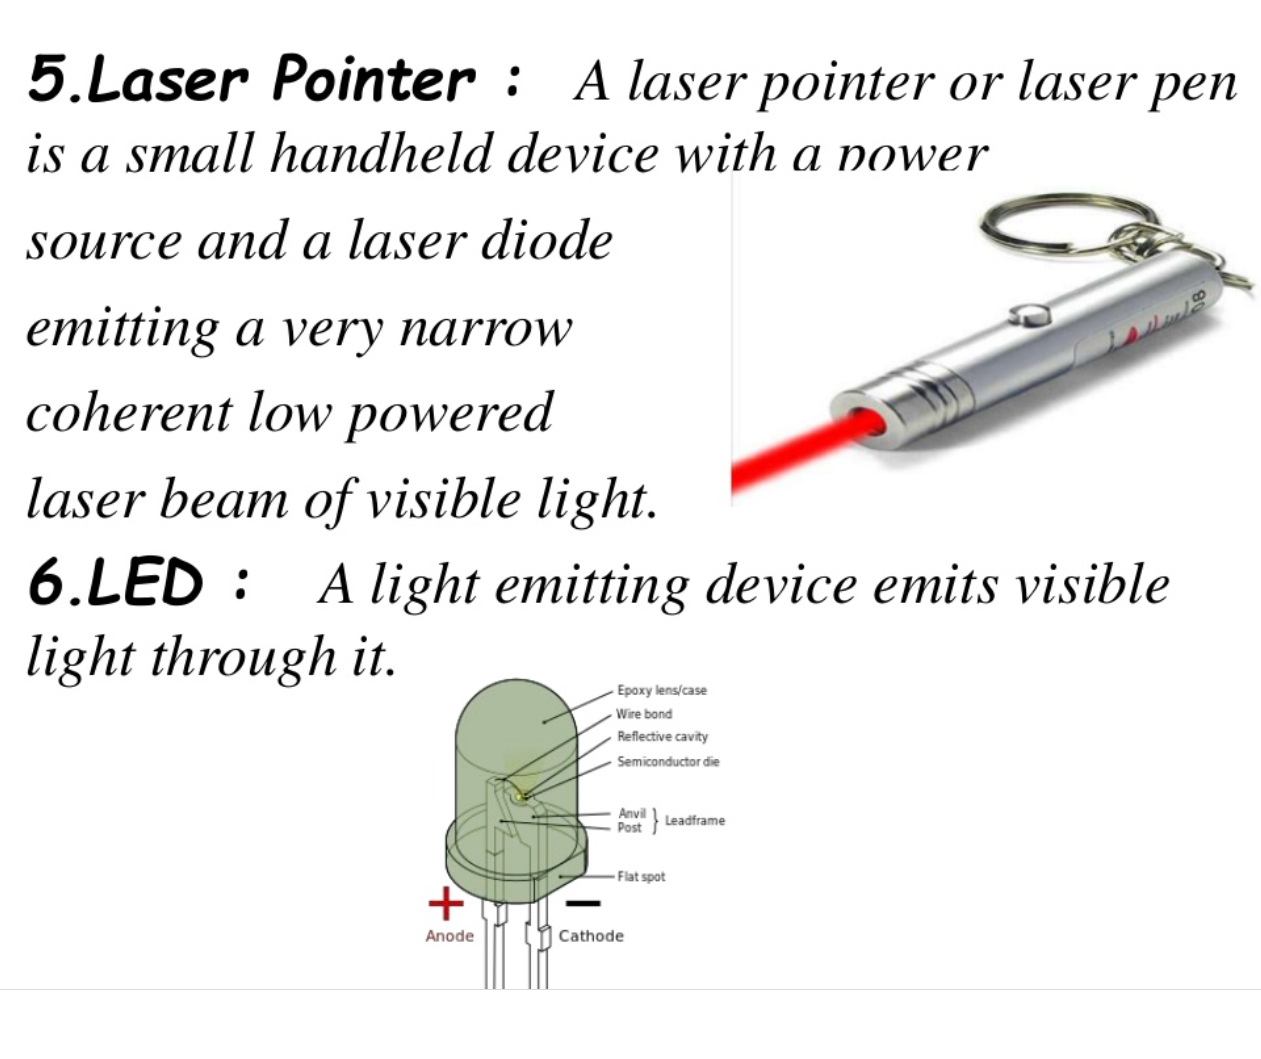 5.Laser Pointer : A laser pointer or laser pen
is a small handheld device with a power
source and a laser diode
emitting a very narrow
coherent low powered
laser beam of visible light.
6.LED : A light emitting device emits visible
light through it.
Epoxy lens/case
Wire bond
Reflective cavity
Semiconductor die
Anvil
Post
Leadframe
Flat spot
+ −
Anode
Cathode